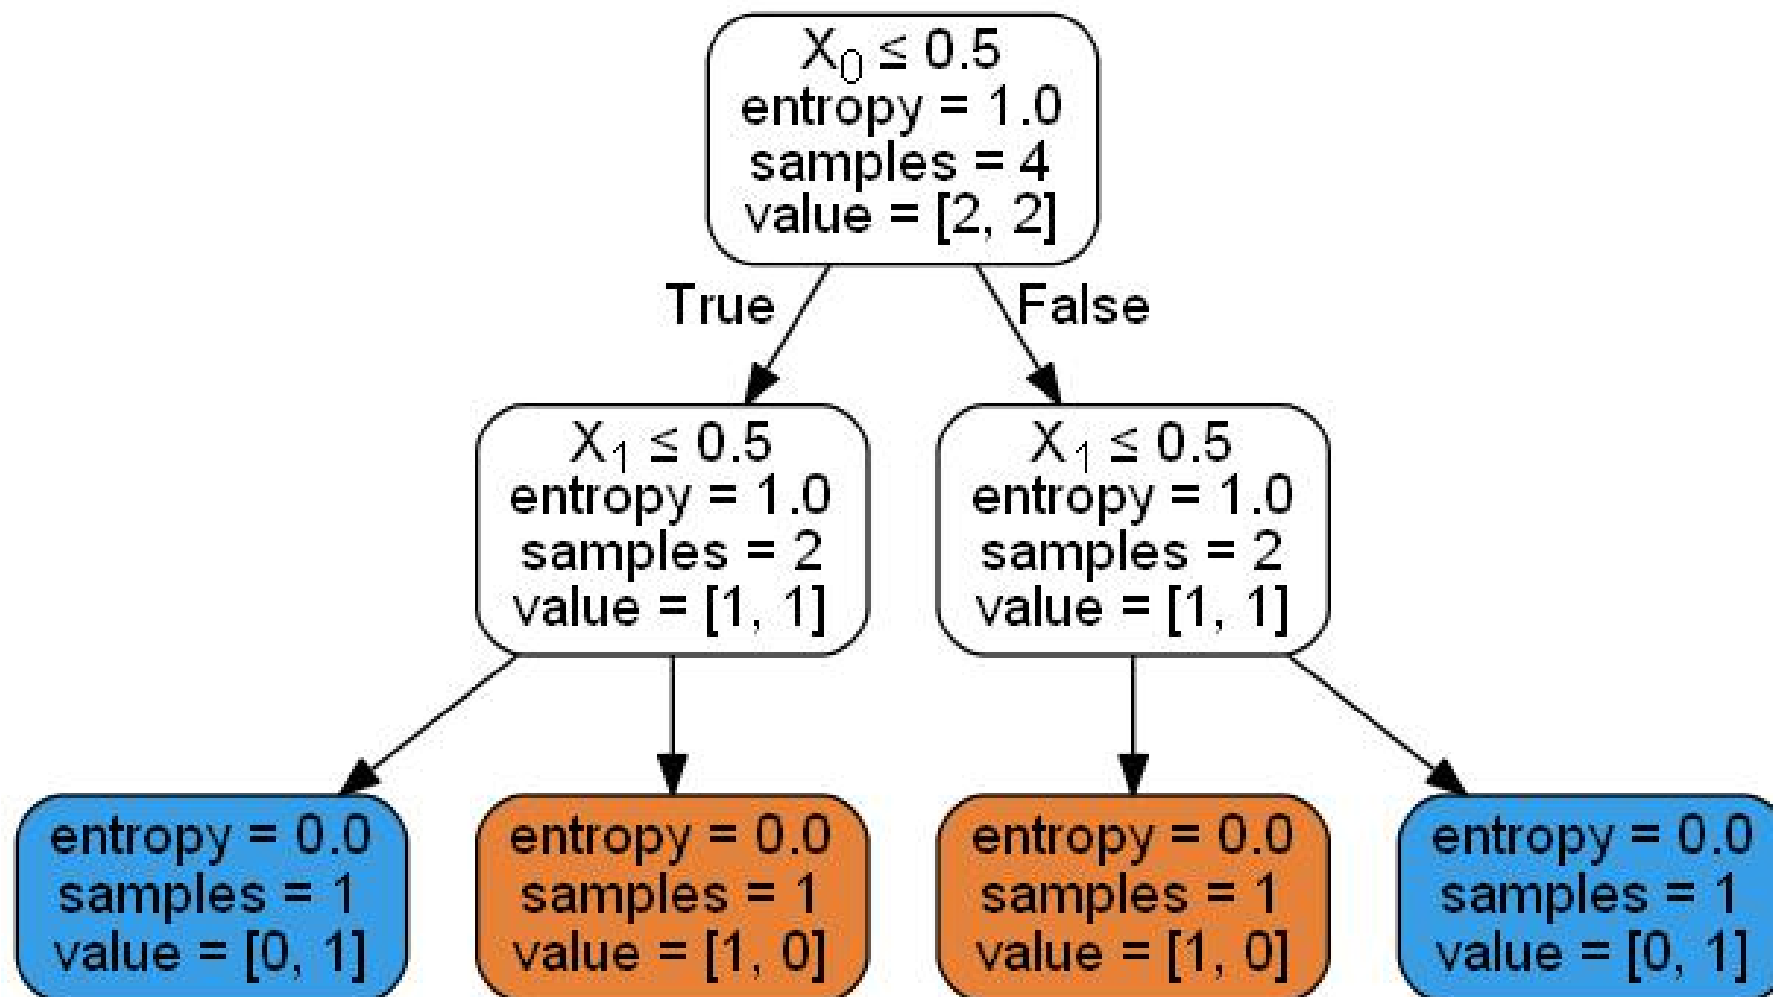 X₀ ≤ 0.5
entropy = 1.0
samples = 4
value = [2, 2]
True
False
X₁ ≤ 0.5
entropy = 1.0
samples = 2
value = [1, 1]
X₁ ≤ 0.5
entropy = 1.0
samples = 2
value = [1, 1]
entropy = 0.0
samples = 1
value = [0, 1]
entropy = 0.0
samples = 1
value = [1, 0]
entropy = 0.0
samples = 1
value = [1, 0]
entropy = 0.0
samples = 1
value = [0, 1]